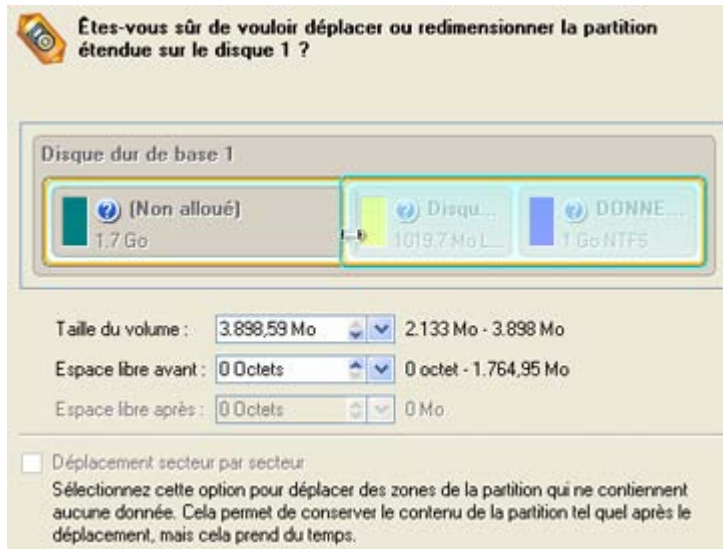 Êtes-vous sûr de vouloir déplacer ou redimensionner la partition
étendue sur le disque 1 ?
Disque dur de base 1
(Non alloué) Disqu... DONNE...
1.7 Go 1019.7 Mo L... 1 Go NTFS
Taille du volume : 3.898,59 Mo 2.133 Mo - 3.898 Mo
Espace libre avant : 0 Octets 0 octet - 1.764,95 Mo
Espace libre après : 0 Octets 0 Mo
Déplacement secteur par secteur
Sélectionnez cette option pour déplacer des zones de la partition qui ne contiennent
aucune donnée. Cela permet de conserver le contenu de la partition tel quel après le
déplacement, mais cela prend du temps.